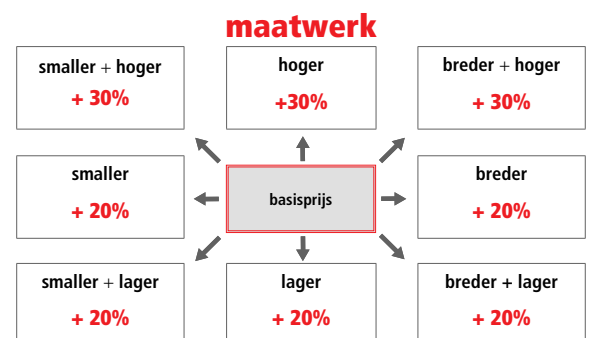 maatwerk
smaller + hoger
+ 30%
hoger
+30%
breder + hoger
+ 30%
smaller
+ 20%
basisprijs
breder
+ 20%
smaller + lager
+ 20%
lager
+ 20%
breder + lager
+ 20%